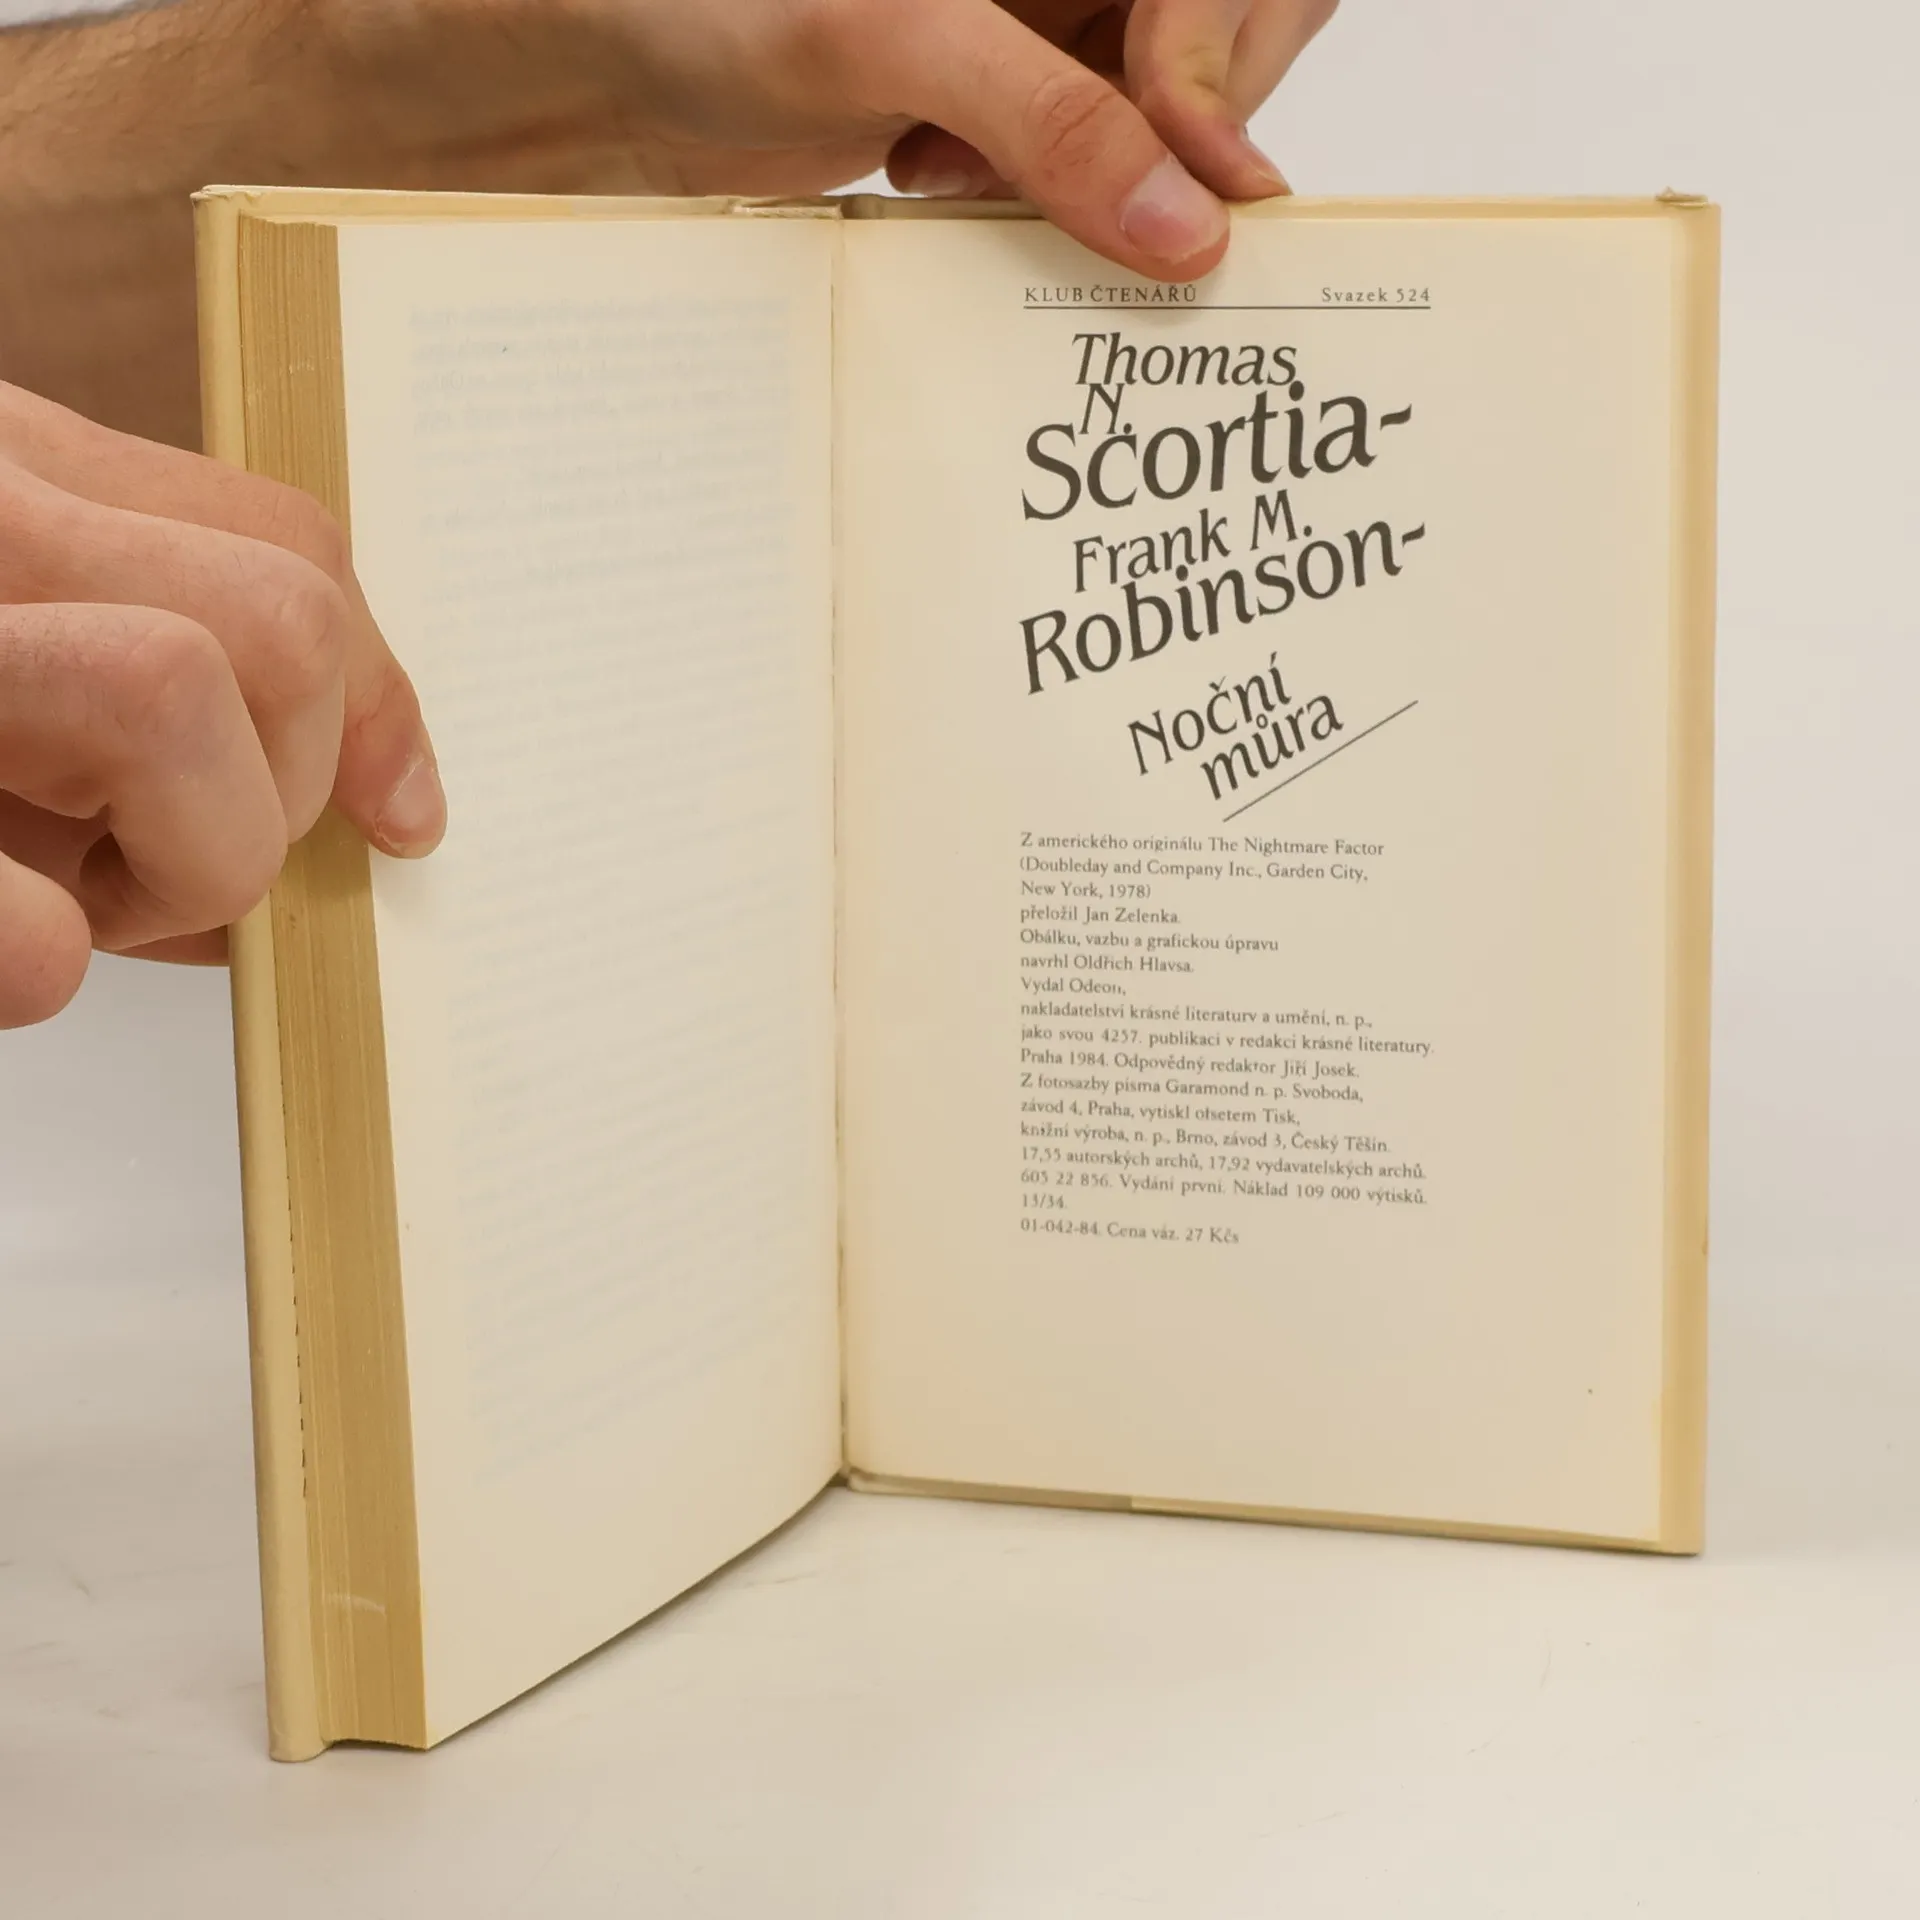 KLUB ČTENÁŘŮ Svazek 524
Thomas
N.
Scortia-
Frank M.
Robinson-
Noční
můra
Z amerického originálu The Nightmare Factor
(Doubleday and Company Inc., Garden City,
New York, 1978)
přeložil Jan Zelenka.
Obálku, vazbu a grafickou úpravu
navrhl Oldřich Hlavsa.
Vydal Odeon,
nakladatelství krásné literatury a umění, n. p.,
jako svou 4257. publikaci v redakci krásné literatury.
Praha 1984. Odpovědný redaktor Jiří Josek.
Z fotosazby písma Garamond n. p. Svoboda,
závod 4, Praha, vytiskl ofsetem Tisk,
knižní výroba, n. p., Brno, závod 3, Český Těšín.
17,55 autorských archů, 17,92 vydavatelských archů.
605 22 856. Vydání první. Náklad 109 000 výtisků.
13/34.
01-042-84. Cena váz. 27 Kčs